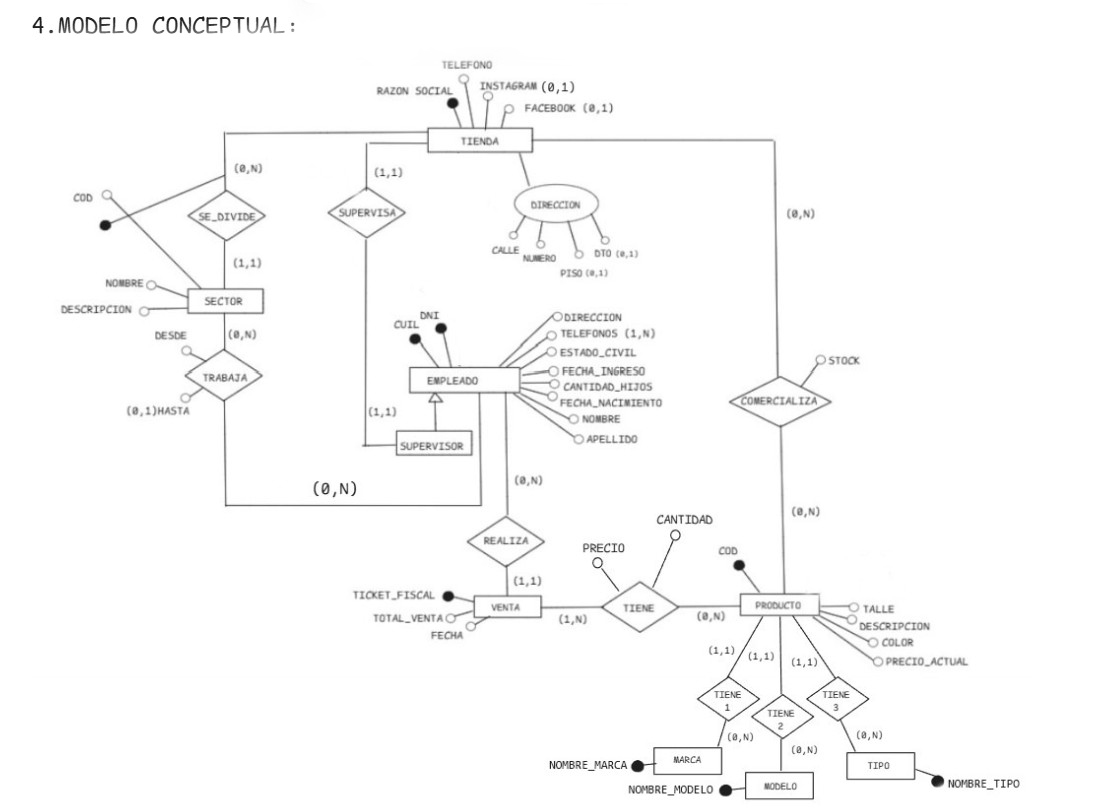 4.MODELO CONCEPTUAL:
TELEFONO
INSTAGRAM (0,1)
RAZON SOCIAL
FACEBOOK (0,1)
TIENDA
(0,N)
(1,1)
COD
SE_DIVIDE
SUPERVISA
DIRECCION
(0,N)
CALLE
NUMERO
DTO (0,1)
PISO (0,1)
(1,1)
NOMBRE
SECTOR
DESCRIPCION
DESDE
(0,N)
TRABAJA
(0,1)HASTA
CUIL
DNI
DIRECCION
TELEFONOS (1,N)
ESTADO_CIVIL
FECHA_INGRESO
CANTIDAD_HIJOS
FECHA_NACIMIENTO
NOMBRE
APELLIDO
EMPLEADO
(1,1)
SUPERVISOR
STOCK
COMERCIALIZA
(0,N)
(0,N)
(0,N)
REALIZA
(1,1)
CANTIDAD
PRECIO
COD
TICKET_FISCAL
TOTAL_VENTA
FECHA
VENTA
(1,N)
TIENE
(0,N)
PRODUCTO
TALLE
DESCRIPCION
COLOR
PRECIO_ACTUAL
(1,1)
(1,1)
(1,1)
TIENE
1
TIENE
2
TIENE
3
(0,N)
(0,N)
(0,N)
NOMBRE_MARCA
MARCA
NOMBRE_MODELO
MODELO
TIPO
NOMBRE_TIPO